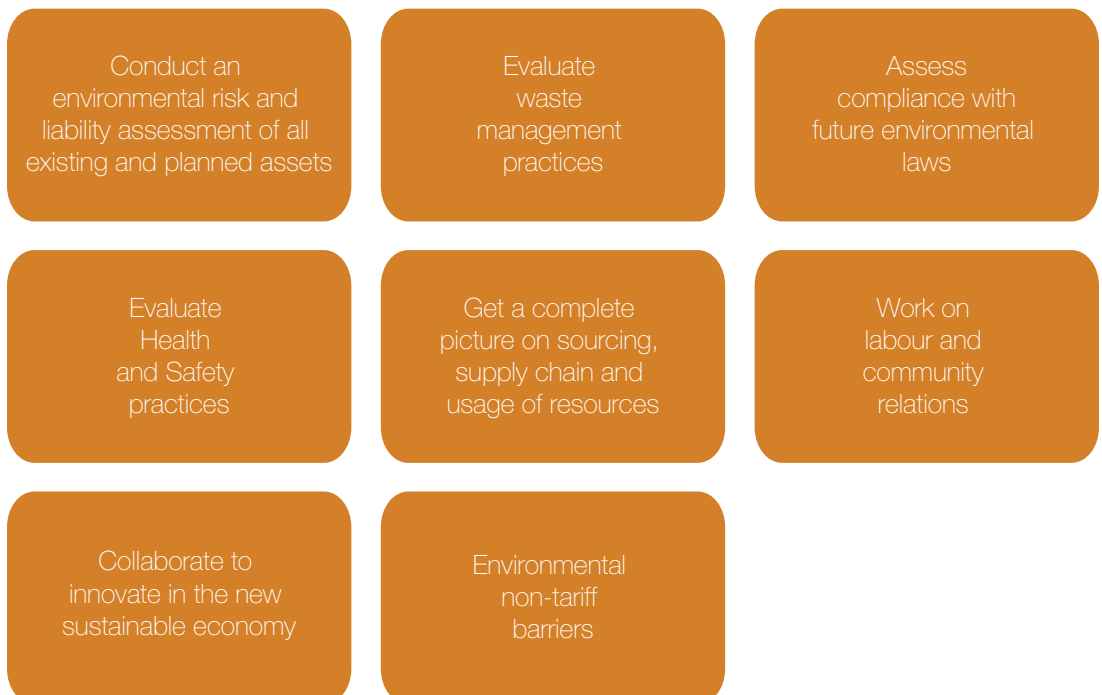 Conduct an
environmental risk and
liability assessment of all
existing and planned assets
Evaluate
waste
management
practices
Assess
compliance with
future environmental
laws
Evaluate
Health
and Safety
practices
Get a complete
picture on sourcing,
supply chain and
usage of resources
Work on
labour and
community
relations
Collaborate to
innovate in the new
sustainable economy
Environmental
non-tariff
barriers